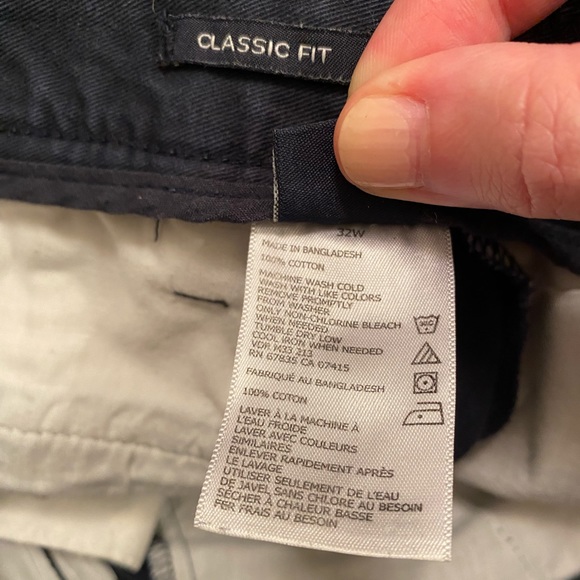 CLASSIC FIT
32W
MADE IN BANGLADESH
100% COTTON
MACHINE WASH COLD
WASH WITH LIKE COLORS
REMOVE PROMPTLY
FROM WASHER
ONLY NON-CHLORINE BLEACH
WHEN NEEDED
TUMBLE DRY LOW
COOL IRON WHEN NEEDED
RN 67835 CA 07415
FABRIQUÉ AU BANGLADESH
100% COTON
LAVER À LA MACHINE À
L'EAU FROIDE
LAVER AVEC COULEURS
SIMILAIRES
ENLEVER RAPIDEMENT APRÈS
LE LAVAGE
UTILISER SEULEMENT DE L'EAU
DE JAVEL SANS CHLORE AU BESOIN
SÉCHER À CHALEUR BASSE
FER FRAIS AU BESOIN